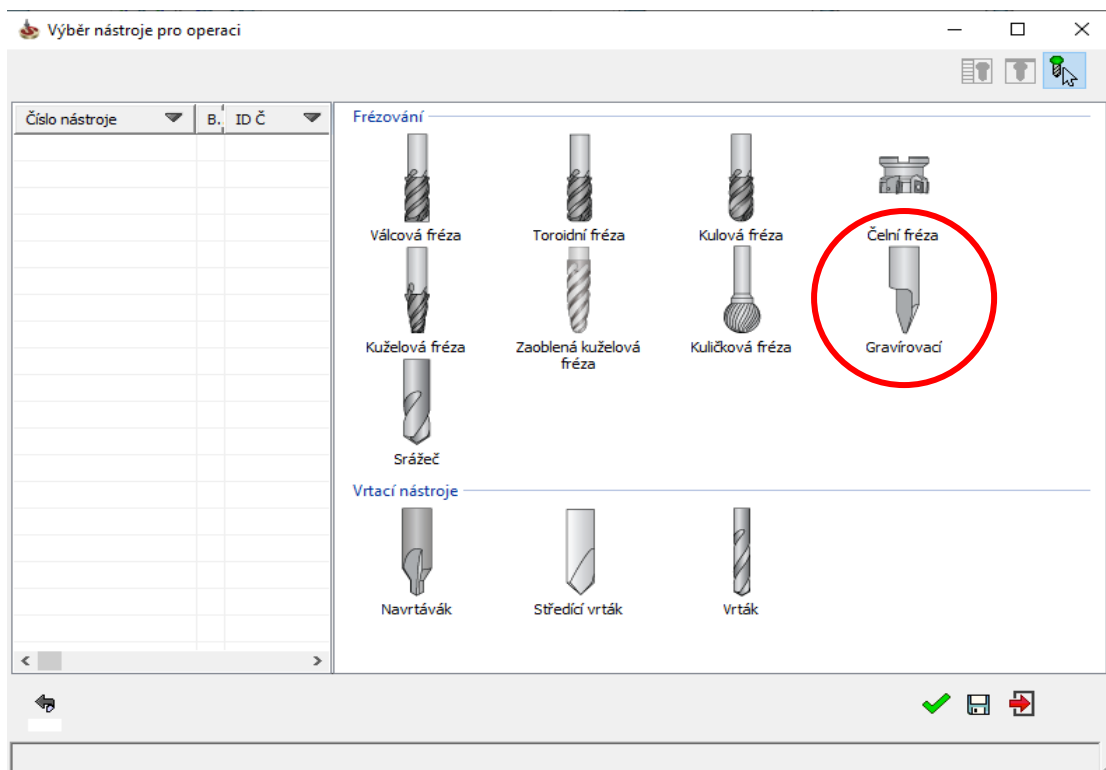 Výběr nástroje pro operaci
Číslo nástroje
B.
ID Č
Frézování
Válcová fréza
Toroidní fréza
Kulová fréza
Čelní fréza
Kuželová fréza
Zaoblená kuželová
fréza
Kuličková fréza
Gravírovací
Srážeč
Vrtací nástroje
Navrtávák
Středící vrták
Vrták